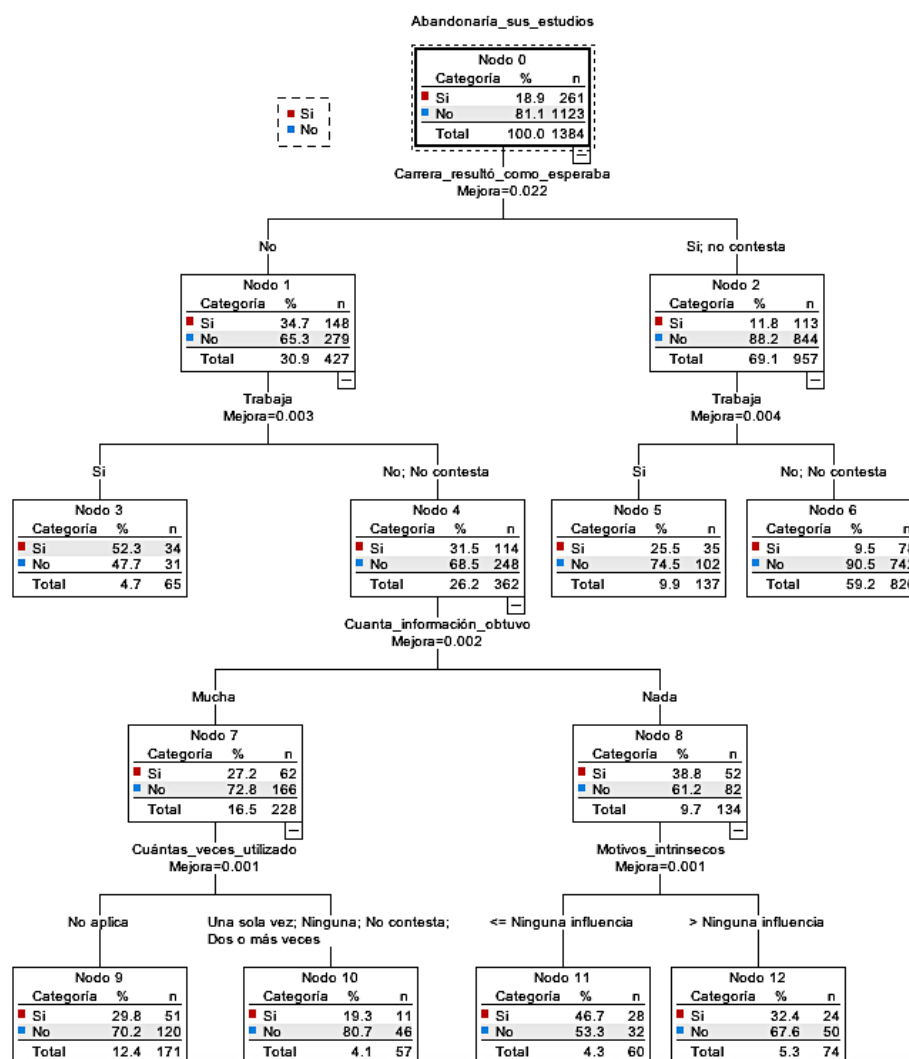 Abandonaría_sus_estudios
Nodo 0
Categoría % n
Si 18.9 261
No 81.1 1123
Total 100.0 1384
Si
No
Carrera_resultó_como_esperaba
Mejora=0.022
No
Si; no contesta
Nodo 1
Categoría % n
Si 34.7 148
No 65.3 279
Total 30.9 427
Nodo 2
Categoría % n
Si 11.8 113
No 88.2 844
Total 69.1 957
Trabaja
Mejora=0.003
Trabaja
Mejora=0.004
Si
No; No contesta
Si
No; No contesta
Nodo 3
Categoría % n
Si 52.3 34
No 47.7 31
Total 4.7 65
Nodo 4
Categoría % n
Si 31.5 114
No 68.5 248
Total 26.2 362
Nodo 5
Categoría % n
Si 25.5 35
No 74.5 102
Total 9.9 137
Nodo 6
Categoría % n
Si 9.5 78
No 90.5 742
Total 59.2 820
Cuanta_información_obtuvo
Mejora=0.002
Mucha
Nada
Nodo 7
Categoría % n
Si 27.2 62
No 72.8 166
Total 16.5 228
Nodo 8
Categoría % n
Si 38.8 52
No 61.2 82
Total 9.7 134
Cuántas_veces_utilizado
Mejora=0.001
Motivos_intrinsecos
Mejora=0.001
No aplica
Una sola vez; Ninguna; No contesta;
Dos o más veces
<= Ninguna influencia
> Ninguna influencia
Nodo 9
Categoría % n
Si 29.8 51
No 70.2 120
Total 12.4 171
Nodo 10
Categoría % n
Si 19.3 11
No 80.7 46
Total 4.1 57
Nodo 11
Categoría % n
Si 46.7 28
No 53.3 32
Total 4.3 60
Nodo 12
Categoría % n
Si 32.4 24
No 67.6 50
Total 5.3 74